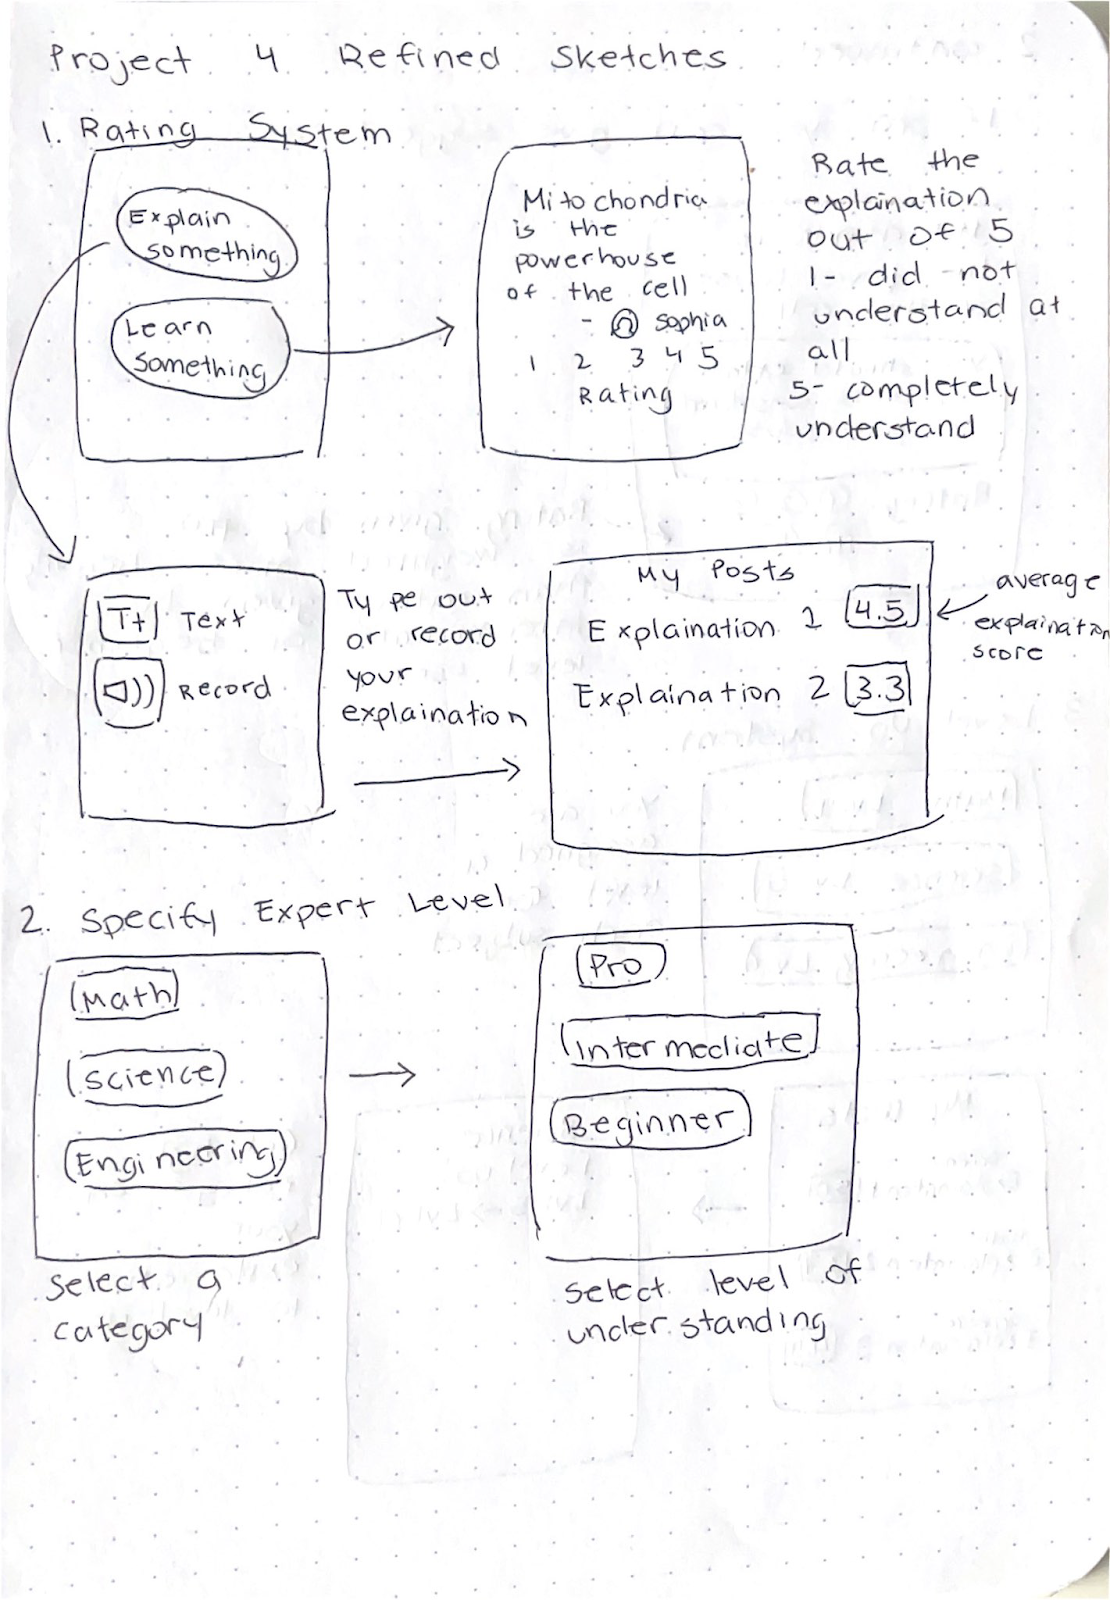 Project 4 Refined Sketches
1. Rating System
Explain
something
Learn
something
Mitochondria
is the
powerhouse
of the cell
- sophia
1 2 3 4 5
Rating
Rate the
explaination
out of 5
1- did not
understand at
all
5- completely
understand
T+ Text
Record
Type out
or record
your
explaination
My Posts
Explaination 1 4.5
Explaination 2 3.3
average
explaination
score
2. Specify Expert Level
Math
Science
Engineering
Select a
category
Pro
Intermediate
Beginner
Select level of
understanding